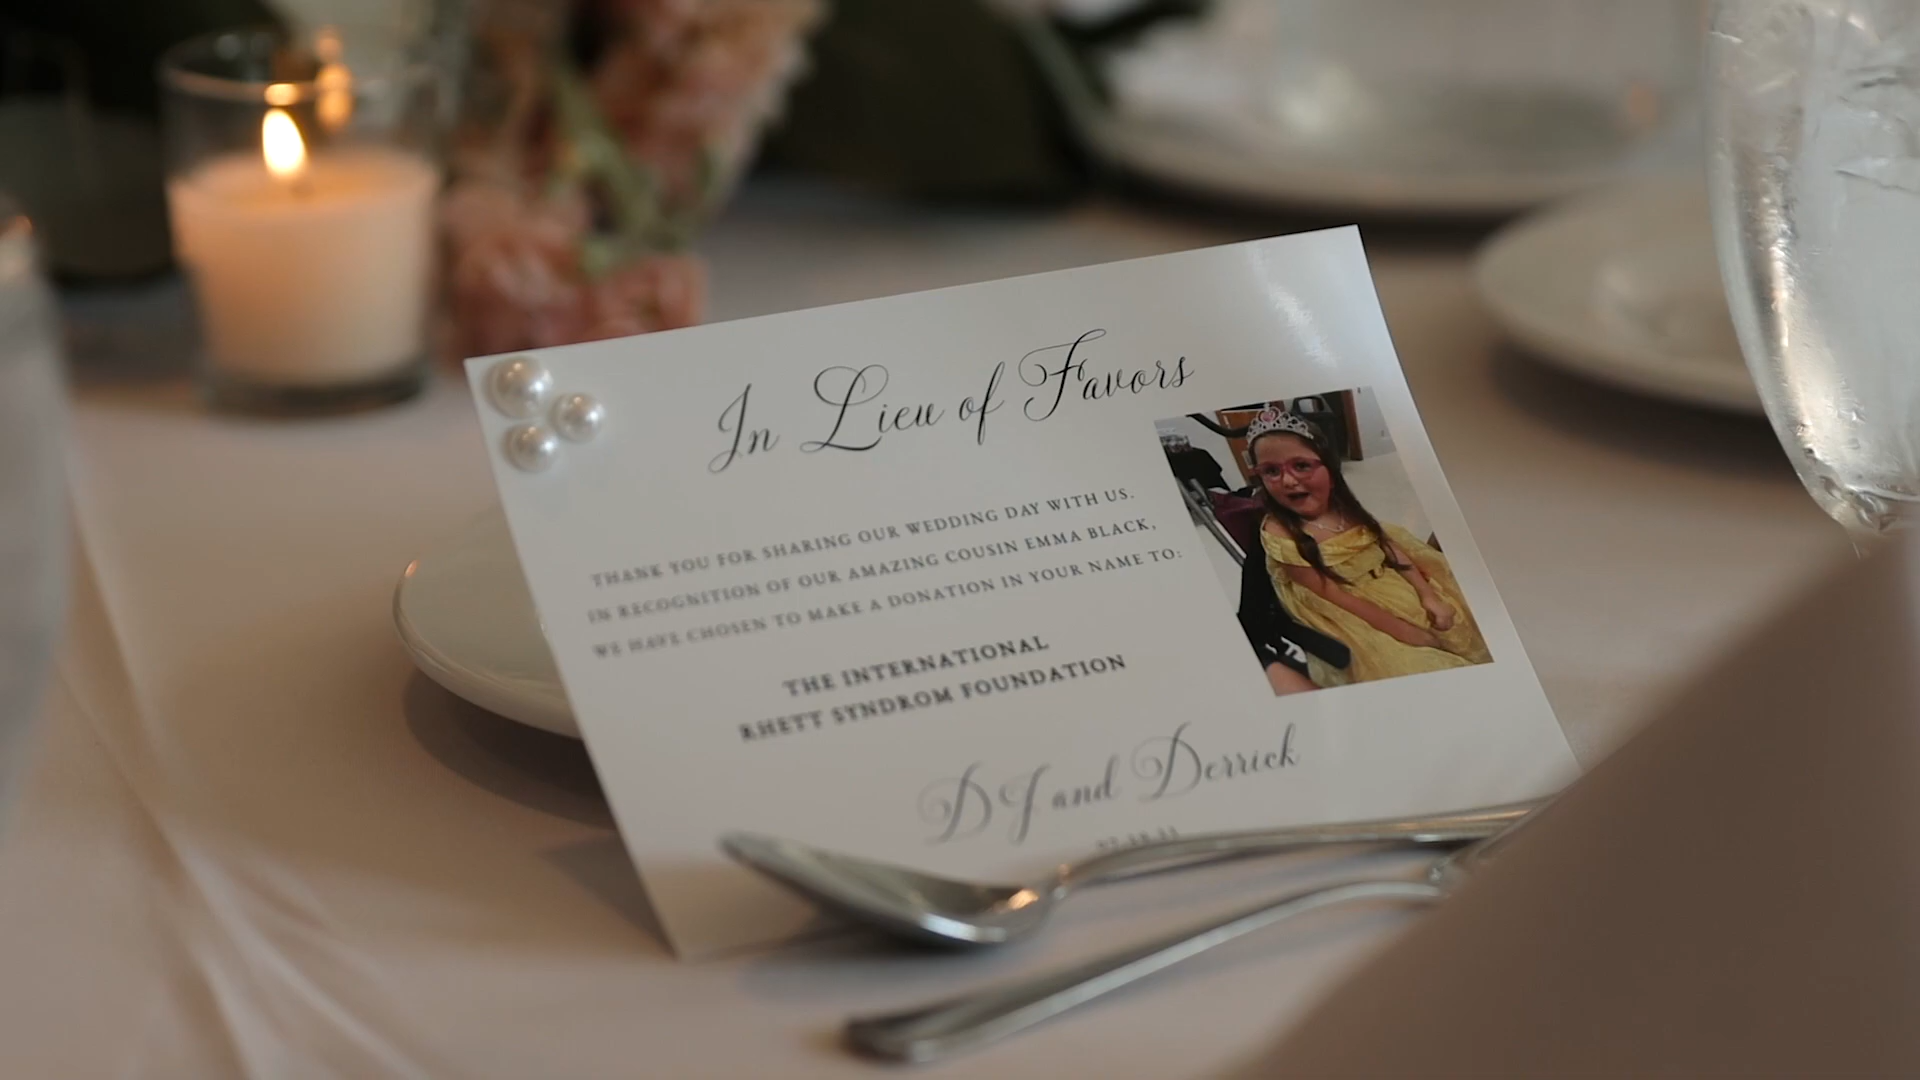 In Lieu of Favors
THANK YOU FOR SHARING OUR WEDDING DAY WITH US.
IN RECOGNITION OF OUR AMAZING COUSIN EMMA BLACK,
WE HAVE CHOSEN TO MAKE A DONATION IN YOUR NAME TO:
THE INTERNATIONAL
RHETT SYNDROM FOUNDATION
DJ and Derrick